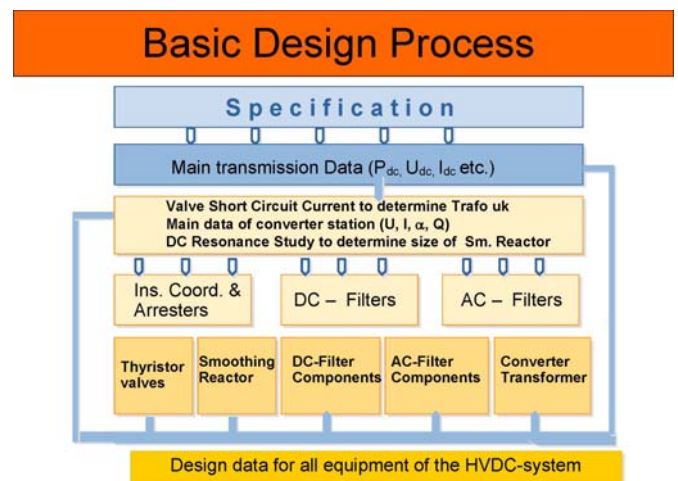 Basic Design Process
Specification
Main transmission Data (Pdc, Udc, Idc etc.)
Valve Short Circuit Current to determine Trafo uk
Main data of converter station (U, I, α, Q)
DC Resonance Study to determine size of Sm. Reactor
Ins. Coord. &
Arresters
DC – Filters
AC – Filters
Thyristor
valves
Smoothing
Reactor
DC-Filter
Components
AC-Filter
Components
Converter
Transformer
Design data for all equipment of the HVDC-system